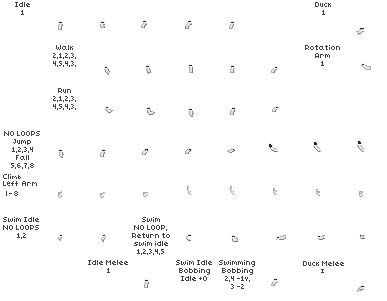 Idle
1
Duck
1
Walk
2,1,2,3,
4,5,4,3,
Rotation
Arm
1
Run
2,1,2,3,
4,5,4,3,
NO LOOPS
Jump
1,2,3,4
Fall
5,6,7,8
Climb
Left Arm
1-8
Swim Idle
NO LOOPS
1,2
Swim
NO LOOP,
Return to
swim idle
1,2,3,4,5
Idle Melee
1
Swim Idle
Bobbing
Idle +0
Swimming
Bobbing
2,4 -1v,
3 -2
Duck Melee
1